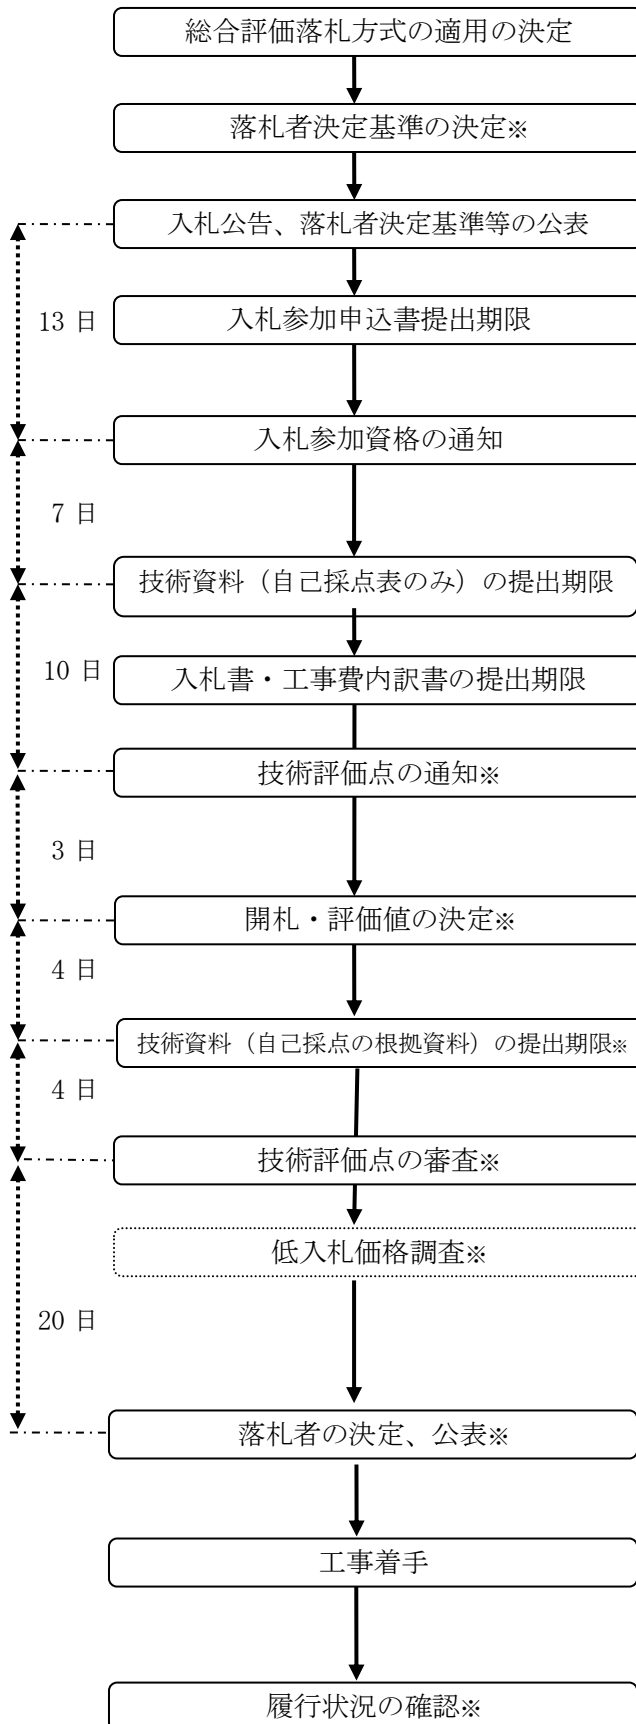 総合評価落札方式の適用の決定
落札者決定基準の決定※
入札公告、落札者決定基準等の公表
13 日
入札参加申込書提出期限
入札参加資格の通知
7 日
技術資料（自己採点表のみ）の提出期限
10 日
入札書・工事費内訳書の提出期限
技術評価点の通知※
3 日
開札・評価値の決定※
4 日
技術資料（自己採点の根拠資料）の提出期限※
4 日
技術評価点の審査※
低入札価格調査※
20 日
落札者の決定、公表※
工事着手
履行状況の確認※